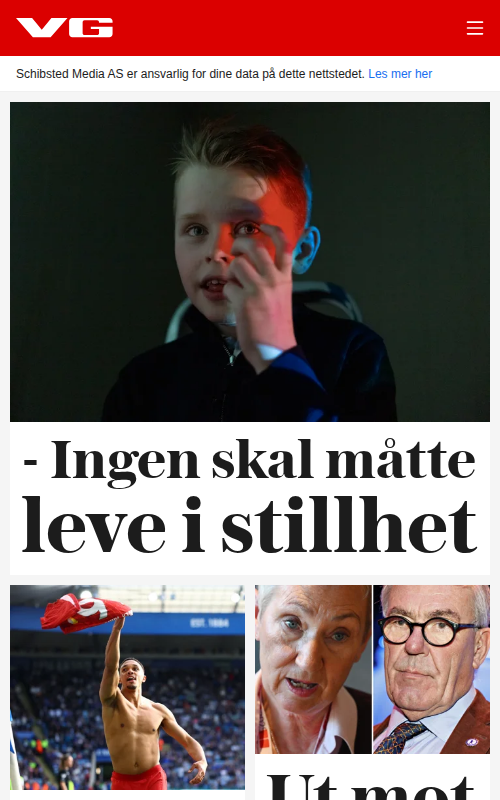 VG
Schibsted Media AS er ansvarlig for dine data på dette nettstedet. Les mer her
- Ingen skal måtte
leve i stillhet
EST. 1884
Ut mot